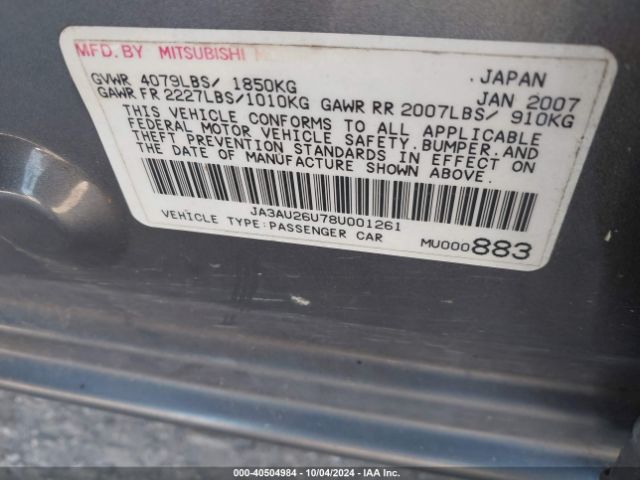 MFD. BY MITSUBISHI
JAPAN
GVWR 4079LBS/ 1850KG
JAN 2007
GAWR FR 2227LBS/1010KG GAWR RR 2007LBS/ 910KG
THIS VEHICLE CONFORMS TO ALL APPLICABLE
FEDERAL MOTOR VEHICLE SAFETY.BUMPER.AND
THEFT PREVENTION STANDARDS IN EFFECT ON
THE DATE OF MANUFACTURE SHOWN ABOVE.
JA3AU26U78U001261
VEHICLE TYPE:PASSENGER CAR
MU000883
000-40504984 - 10/04/2024 - IAA Inc.